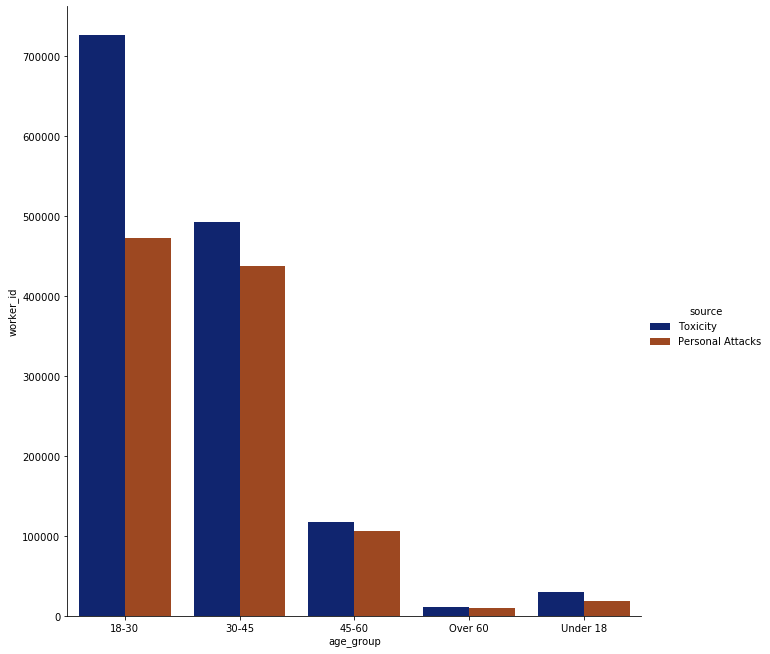 700000
600000
500000
400000
300000
200000
100000
0
worker_id
18-30
30-45
45-60
Over 60
Under 18
age_group
source
Toxicity
Personal Attacks